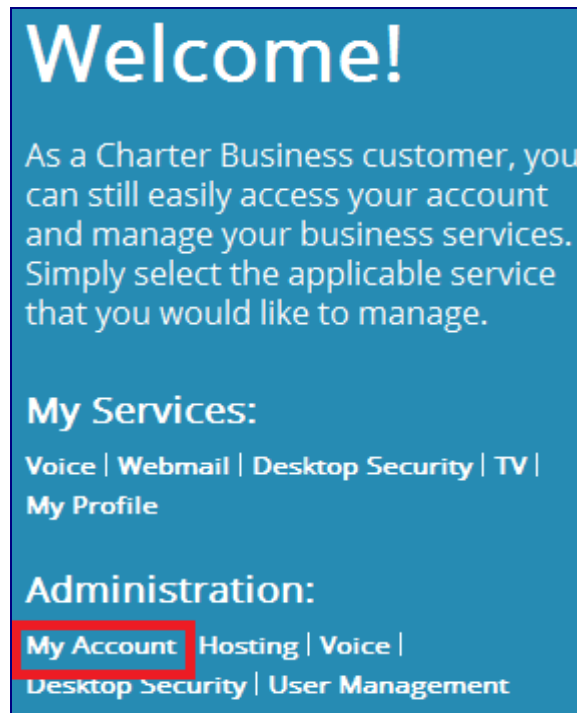 Welcome!
As a Charter Business customer, you
can still easily access your account
and manage your business services.
Simply select the applicable service
that you would like to manage.
My Services:
Voice | Webmail | Desktop Security | TV |
My Profile
Administration:
My Account Hosting | Voice |
Desktop Security | User Management